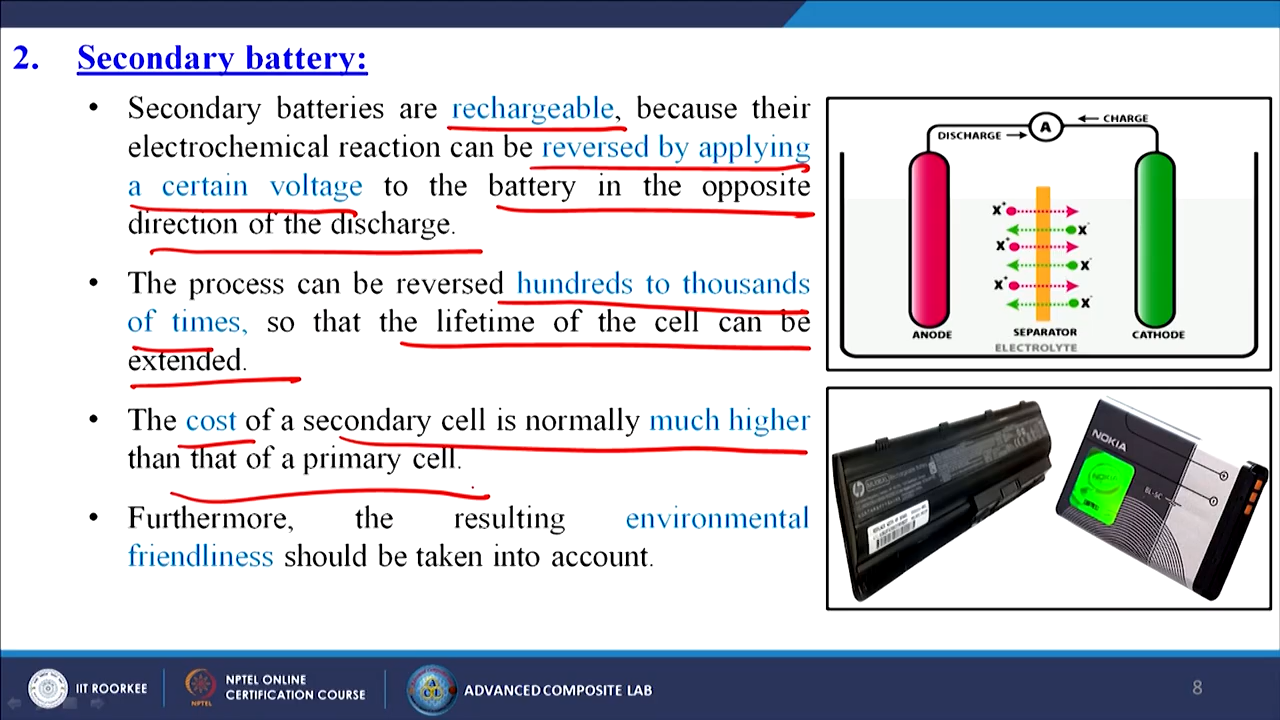 2. Secondary battery:
• Secondary batteries are rechargeable, because their
electrochemical reaction can be reversed by applying
a certain voltage to the battery in the opposite
direction of the discharge.
• The process can be reversed hundreds to thousands
of times, so that the lifetime of the cell can be
extended.
• The cost of a secondary cell is normally much higher
than that of a primary cell.
• Furthermore, the resulting environmental
friendliness should be taken into account.
DISCHARGE
A
CHARGE
X+
X-
X+
X-
X+
X-
ANODE
SEPARATOR
CATHODE
ELECTROLYTE
hp
NOKIA
NOKIA
BL-5C
IIT ROORKEE
NPTEL
NPTEL ONLINE
CERTIFICATION COURSE
ACL
ADVANCED COMPOSITE LAB
8